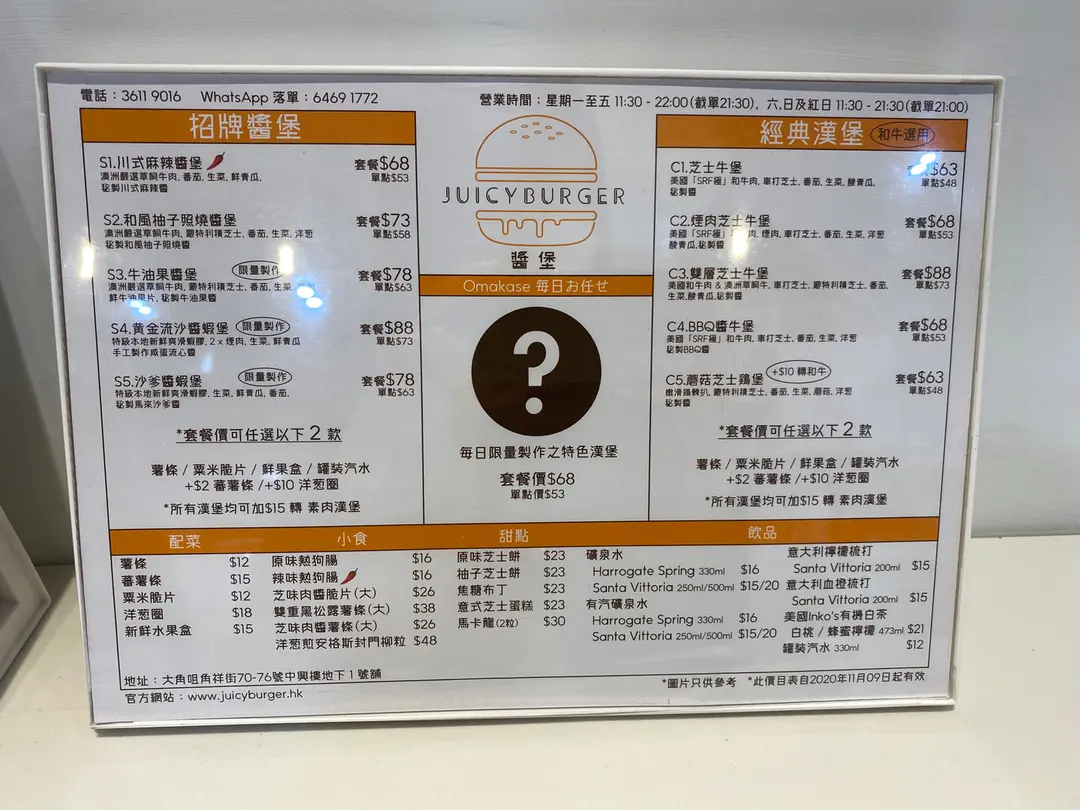 電話：3611 9016 WhatsApp 落單：6469 1772
營業時間：星期一至五 11:30 - 22:00(截單21:30), 六,日及紅日 11:30 - 21:30(截單21:00)
招牌醬堡
S1.川式麻辣醬堡 套餐$68
澳洲嚴選草飼牛肉, 番茄, 生菜, 鮮青瓜, 單點$53
秘製川式麻辣醬
S2.和風柚子照燒醬堡 套餐$73
澳洲嚴選草飼牛肉, 蒙特利積芝士, 番茄, 生菜, 洋葱 單點$58
秘製和風柚子照燒醬
S3.牛油果醬堡 限量製作 套餐$78
澳洲嚴選草飼牛肉, 蒙特利積芝士, 番茄, 生菜 單點$63
鮮牛油果片, 秘製牛油果醬
S4.黃金流沙醬蝦堡 限量製作 套餐$88
特級本地新鮮爽滑蝦膠, 2 x 煙肉, 生菜, 鮮青瓜 單點$73
手工製作咸蛋流心醬
S5.沙爹醬蝦堡 限量製作 套餐$78
特級本地新鮮爽滑蝦膠, 生菜, 鮮青瓜, 番茄, 單點$63
秘製馬來沙爹醬
*套餐價可任選以下 2 款
薯條 / 粟米脆片 / 鮮果盒 / 罐裝汽水
+$2 蕃薯條 /+$10 洋葱圈
*所有漢堡均可加$15 轉 素肉漢堡
JUICYBURGER
醬堡
Omakase 每日お任せ
?
每日限量製作之特色漢堡
套餐價$68
單點價$53
經典漢堡 和牛選用
C1.芝士牛堡 $63
美國「SRF極」和牛肉, 車打芝士, 番茄, 生菜, 酸青瓜, 單點$48
秘製醬
C2.煙肉芝士牛堡 套餐$68
美國「SRF極」肉, 煙肉, 車打芝士, 番茄, 生菜, 洋葱 單點$53
酸青瓜,秘製醬
C3.雙層芝士牛堡 套餐$88
美國和牛肉 & 澳洲草飼牛, 車打芝士, 蒙特利積芝士, 番茄, 單點$73
生菜,酸青瓜,秘製醬
C4.BBQ醬牛堡 套餐$68
美國「SRF極」和牛肉, 車打芝士, 番茄, 生菜, 洋葱 單點$53
秘製BBQ醬
C5.蘑菇芝士鷄堡 +$10 轉和牛 套餐$63
嫩滑鷄髀扒, 蒙特利積芝士, 番茄, 生菜, 蘑菇, 洋葱 單點$48
秘製醬
*套餐價可任選以下 2 款
薯條 / 粟米脆片 / 鮮果盒 / 罐裝汽水
+$2 蕃薯條 /+$10 洋葱圈
*所有漢堡均可加$15 轉 素肉漢堡
配菜
薯條 $12
蕃薯條 $15
粟米脆片 $12
洋葱圈 $18
新鮮水果盒 $15
小食
原味熱狗腸 $16
辣味熱狗腸 $16
芝味肉醬脆片(大) $26
雙重黑松露薯條(大) $38
芝味肉醬薯條(大) $26
洋葱煎安格斯封門柳粒 $48
甜點
原味芝士餅 $23
柚子芝士餅 $23
焦糖布丁 $23
意式芝士蛋糕 $23
馬卡龍(2粒) $30
飲品
礦泉水
Harrogate Spring 330ml $16
Santa Vittoria 250ml/500ml $15/20
有汽礦泉水
Harrogate Spring 330ml $16
Santa Vittoria 250ml/500ml $15/20
意大利檸檬梳打
Santa Vittoria 200ml $15
意大利血橙梳打
Santa Vittoria 200ml $15
美國Inko's有機白茶
白桃 / 蜂蜜檸檬 473ml $21
罐裝汽水 330ml $12
地址：大角咀角祥街70-76號中興樓地下 1 號舖
官方網站：www.juicyburger.hk
*圖片只供參考 *此價目表自2020年11月09日起有效